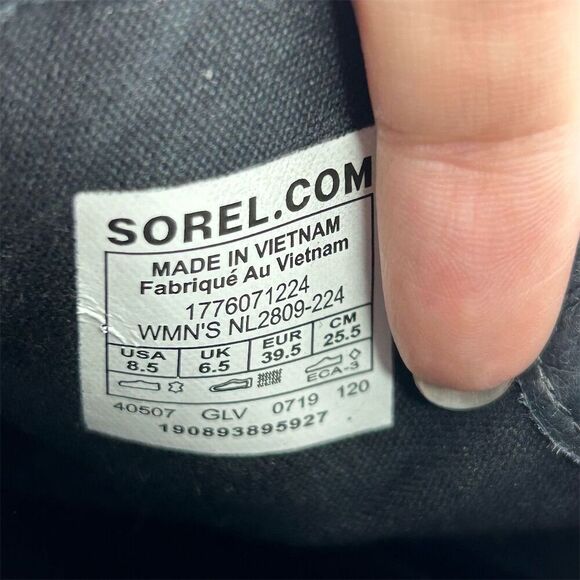 SOREL.COM
MADE IN VIETNAM
Fabriqué Au Vietnam
1776071224
WMN'S NL2809-224
USA UK EUR CM
8.5 6.5 39.5 25.5
ECA-3
40507 GLV 0719 120
190893895927